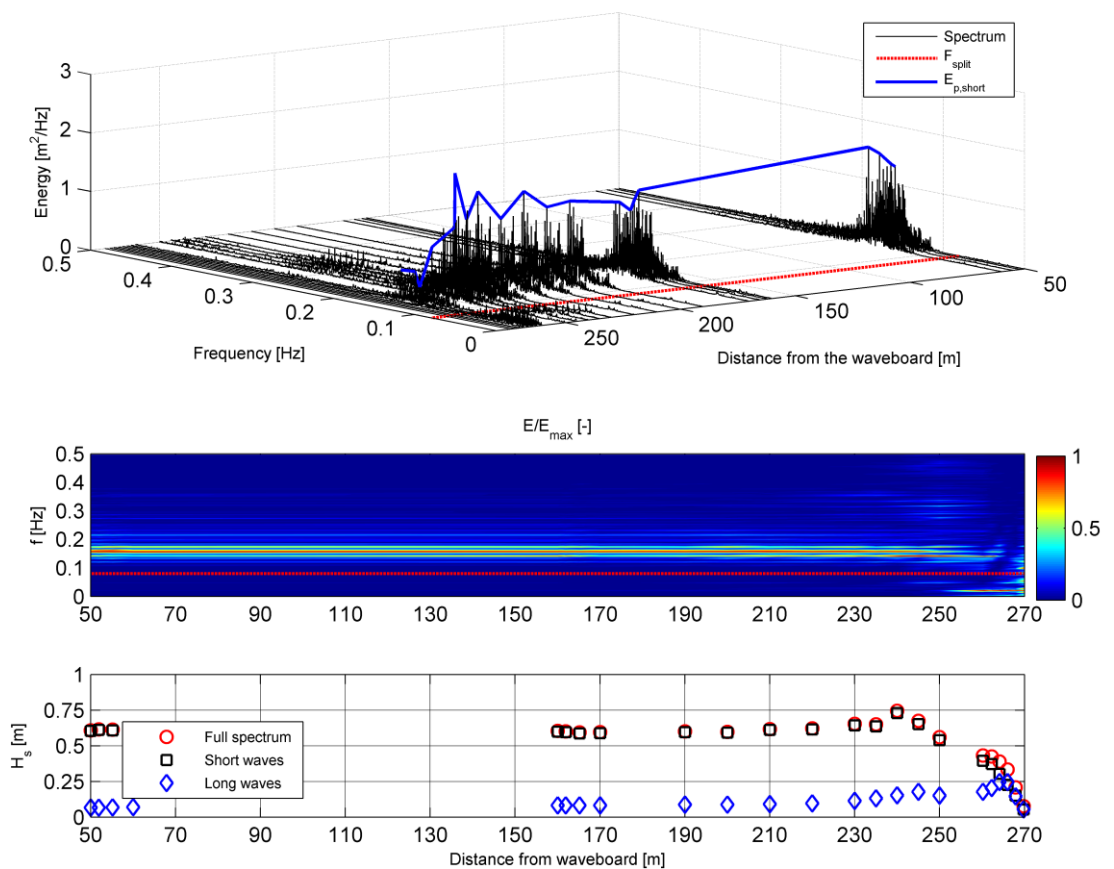 Spectrum
F_split
E_p,short
3
2
1
0
Energy [m²/Hz]
0.5
0.4
0.3
0.2
0.1
0
Frequency [Hz]
250
200
150
100
50
Distance from the waveboard [m]
E/E_max [-]
0.5
0.4
0.3
0.2
0.1
0
f [Hz]
50 70 90 110 130 150 170 190 210 230 250 270
1
0.5
0
1
0.75
0.5
0.25
0
H_s [m]
Full spectrum
Short waves
Long waves
50 70 90 110 130 150 170 190 210 230 250 270
Distance from waveboard [m]